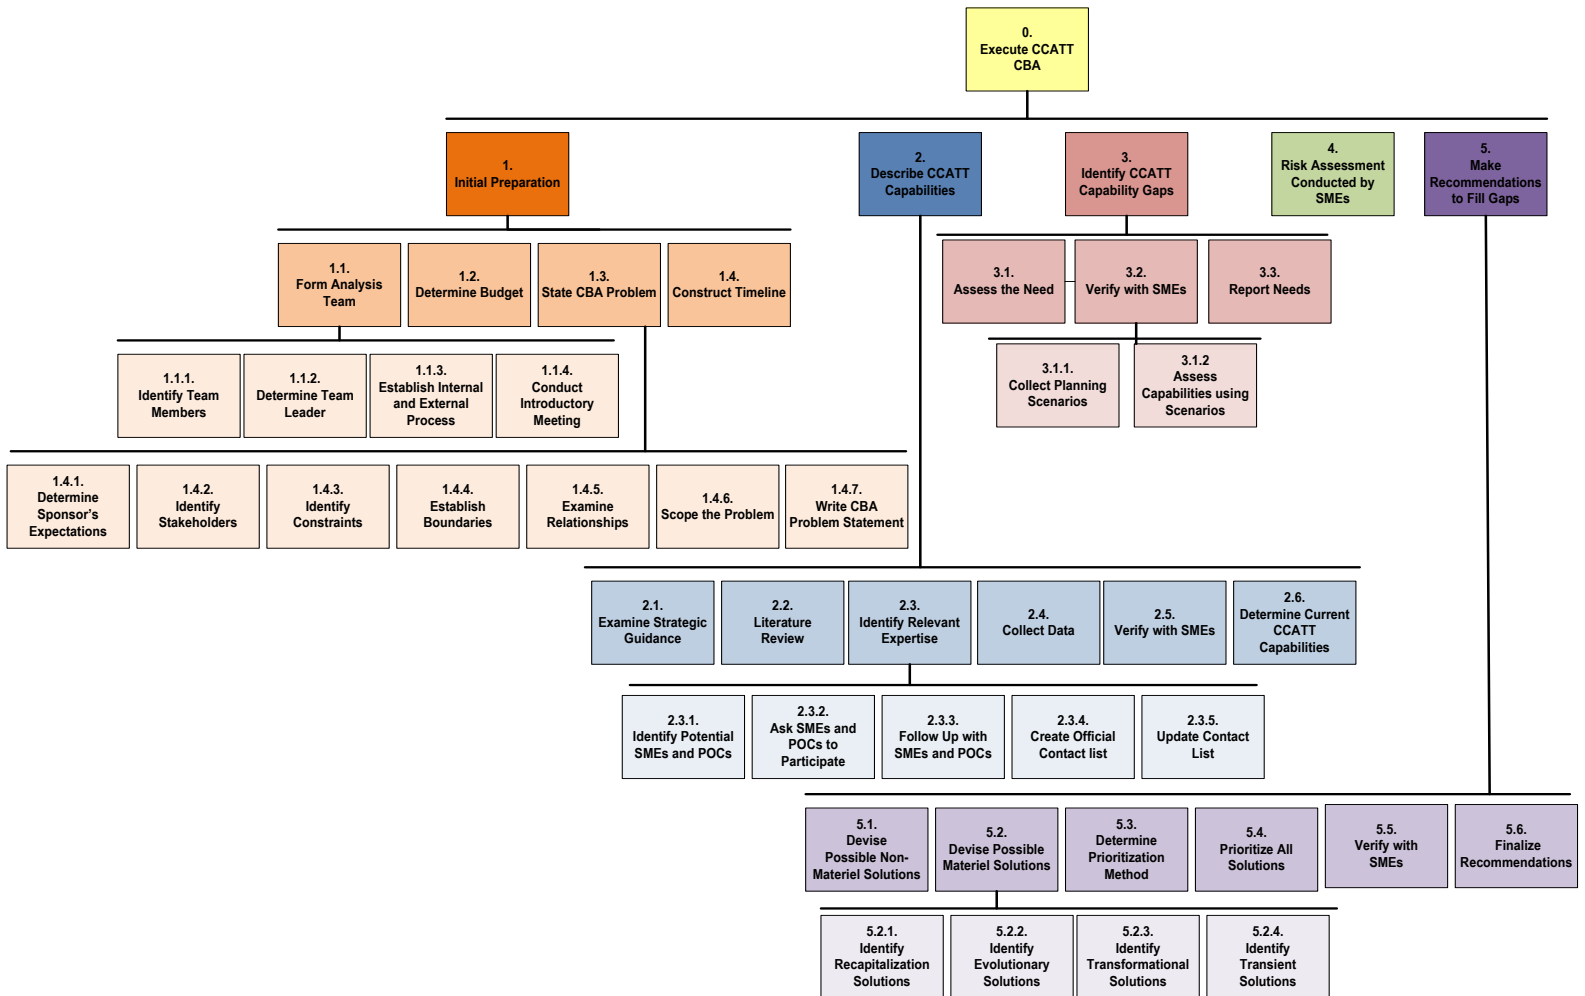 0.
Execute CCATT
CBA
1.
Initial Preparation
2.
Describe CCATT
Capabilities
3.
Identify CCATT
Capability Gaps
4.
Risk Assessment
Conducted by
SMEs
5.
Make
Recommendations
to Fill Gaps
1.1.
Form Analysis
Team
1.2.
Determine Budget
1.3.
State CBA Problem
1.4.
Construct Timeline
3.1.
Assess the Need
3.2.
Verify with SMEs
3.3.
Report Needs
1.1.1.
Identify Team
Members
1.1.2.
Determine Team
Leader
1.1.3.
Establish Internal
and External
Process
1.1.4.
Conduct
Introductory
Meeting
3.1.1.
Collect Planning
Scenarios
3.1.2
Assess
Capabilities using
Scenarios
1.4.1.
Determine
Sponsor's
Expectations
1.4.2.
Identify
Stakeholders
1.4.3.
Identify
Constraints
1.4.4.
Establish
Boundaries
1.4.5.
Examine
Relationships
1.4.6.
Scope the Problem
1.4.7.
Write CBA
Problem Statement
2.1.
Examine Strategic
Guidance
2.2.
Literature
Review
2.3.
Identify Relevant
Expertise
2.4.
Collect Data
2.5.
Verify with SMEs
2.6.
Determine Current
CCATT
Capabilities
2.3.1.
Identify Potential
SMEs and POCs
2.3.2.
Ask SMEs and
POCs to
Participate
2.3.3.
Follow Up with
SMEs and POCs
2.3.4.
Create Official
Contact list
2.3.5.
Update Contact
List
5.1.
Devise
Possible Non-
Materiel Solutions
5.2.
Devise Possible
Materiel Solutions
5.3.
Determine
Prioritization
Method
5.4.
Prioritize All
Solutions
5.5.
Verify with
SMEs
5.6.
Finalize
Recommendations
5.2.1.
Identify
Recapitalization
Solutions
5.2.2.
Identify
Evolutionary
Solutions
5.2.3.
Identify
Transformational
Solutions
5.2.4.
Identify
Transient
Solutions